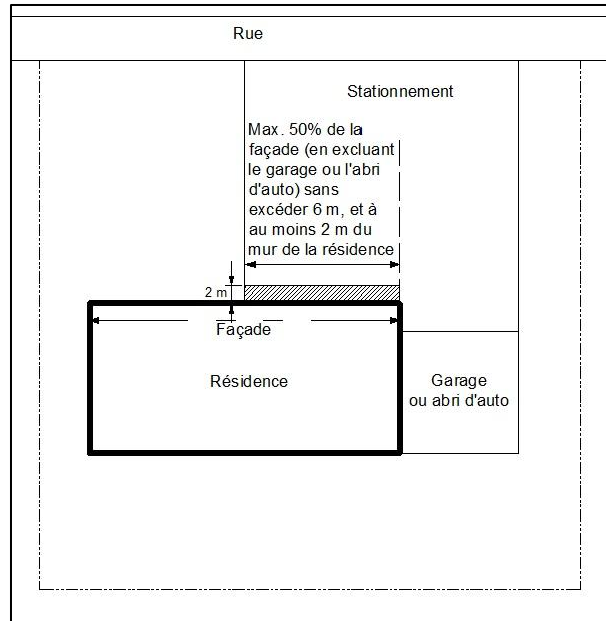 Rue
Stationnement
Max. 50% de la
façade (en excluant
le garage ou l'abri
d'auto) sans
excéder 6 m, et à
au moins 2 m du
mur de la résidence
2 m
Façade
Résidence
Garage
ou abri d'auto